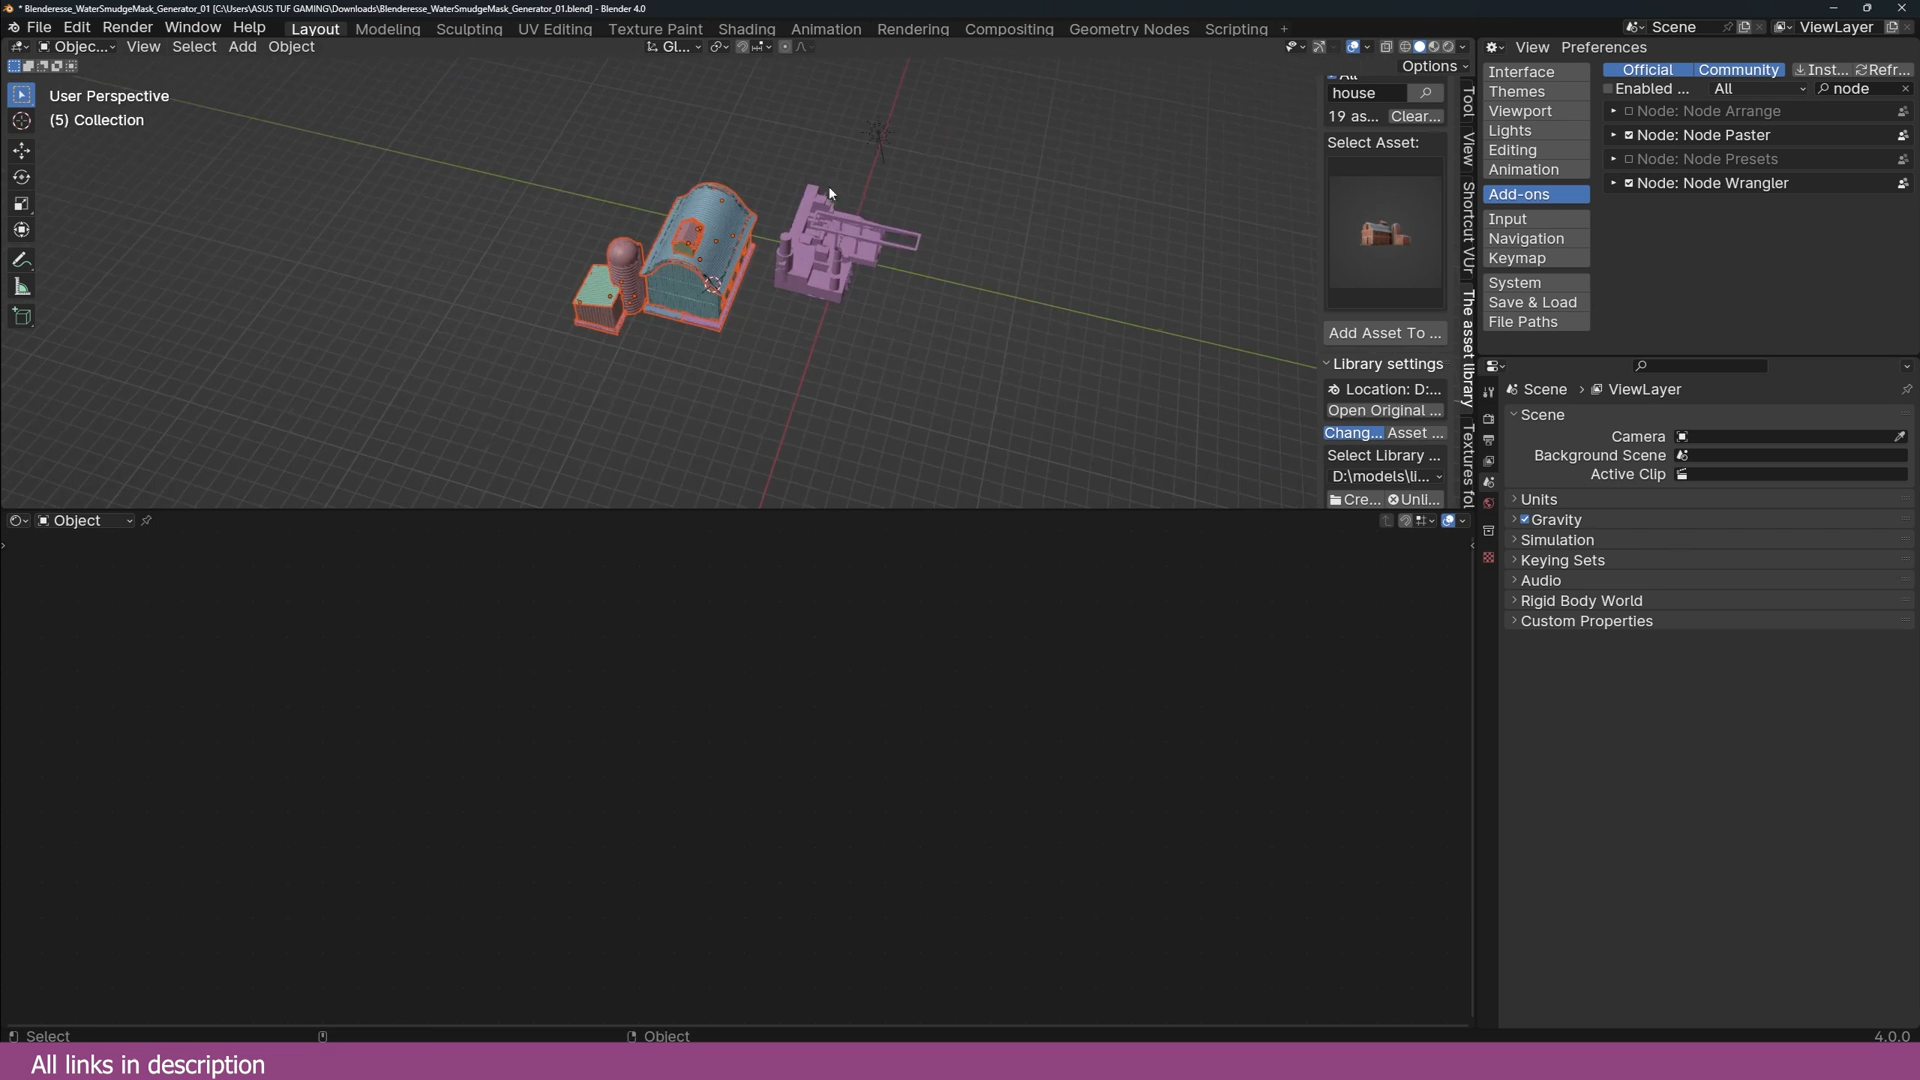 * Blenderesse_WaterSmudgeMask_Generator_01 [C:\Users\ASUS TUF GAMING\Downloads\Blenderesse_WaterSmudgeMask_Generator_01.blend] - Blender 4.0
File Edit Render Window Help Layout Modeling Sculpting UV Editing Texture Paint Shading Animation Rendering Compositing Geometry Nodes Scripting + Scene ViewLayer
Objec... View Select Add Object Gl... View Preferences
Options
User Perspective
(5) Collection
All
house
19 as... Clear...
Select Asset:
Add Asset To ...
Library settings
Location: D:...
Open Original ...
Chang... Asset ...
Select Library ...
D:\models\li...
Cre... Unli...
Tool
View
Shortcut VUr
The asset library
Textures fo
Interface
Themes
Viewport
Lights
Editing
Animation
Add-ons
Input
Navigation
Keymap
System
Save & Load
File Paths
Official Community Inst... Refr...
Enabled ... All node
Node: Node Arrange
Node: Node Paster
Node: Node Presets
Node: Node Wrangler
Scene > ViewLayer
Scene
Camera
Background Scene
Active Clip
Units
Gravity
Simulation
Keying Sets
Audio
Rigid Body World
Custom Properties
Object
Select Object 4.0.0
All links in description